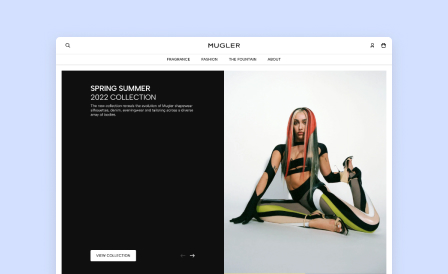 MUGLER
FRAGRANCE FASHION THE FOUNTAIN ABOUT
SPRING SUMMER
2022 COLLECTION
The new collection reveals the evolution of Mugler shapewear
silhouettes, denim, eveningwear and tailoring across a diverse
array of bodies.
VIEW COLLECTION